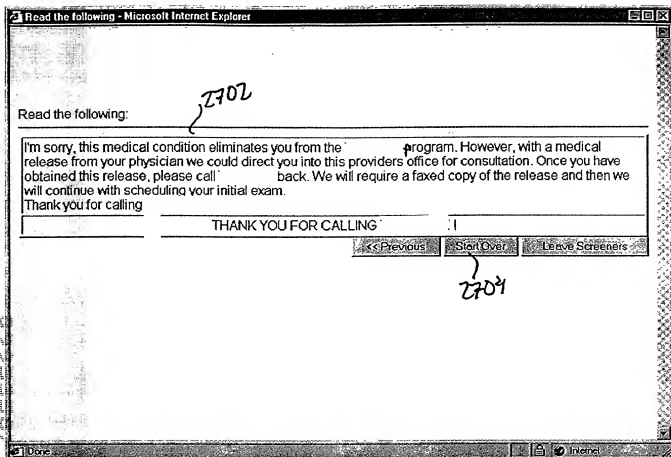 Read the following - Microsoft Internet Explorer
2702
Read the following:
I'm sorry, this medical condition eliminates you from the program. However, with a medical
release from your physician we could direct you into this providers office for consultation. Once you have
obtained this release, please call back. We will require a faxed copy of the release and then we
will continue with scheduling your initial exam.
Thank you for calling
THANK YOU FOR CALLING !
<< Previous Start Over Leave Screeners
2704
Done Internet